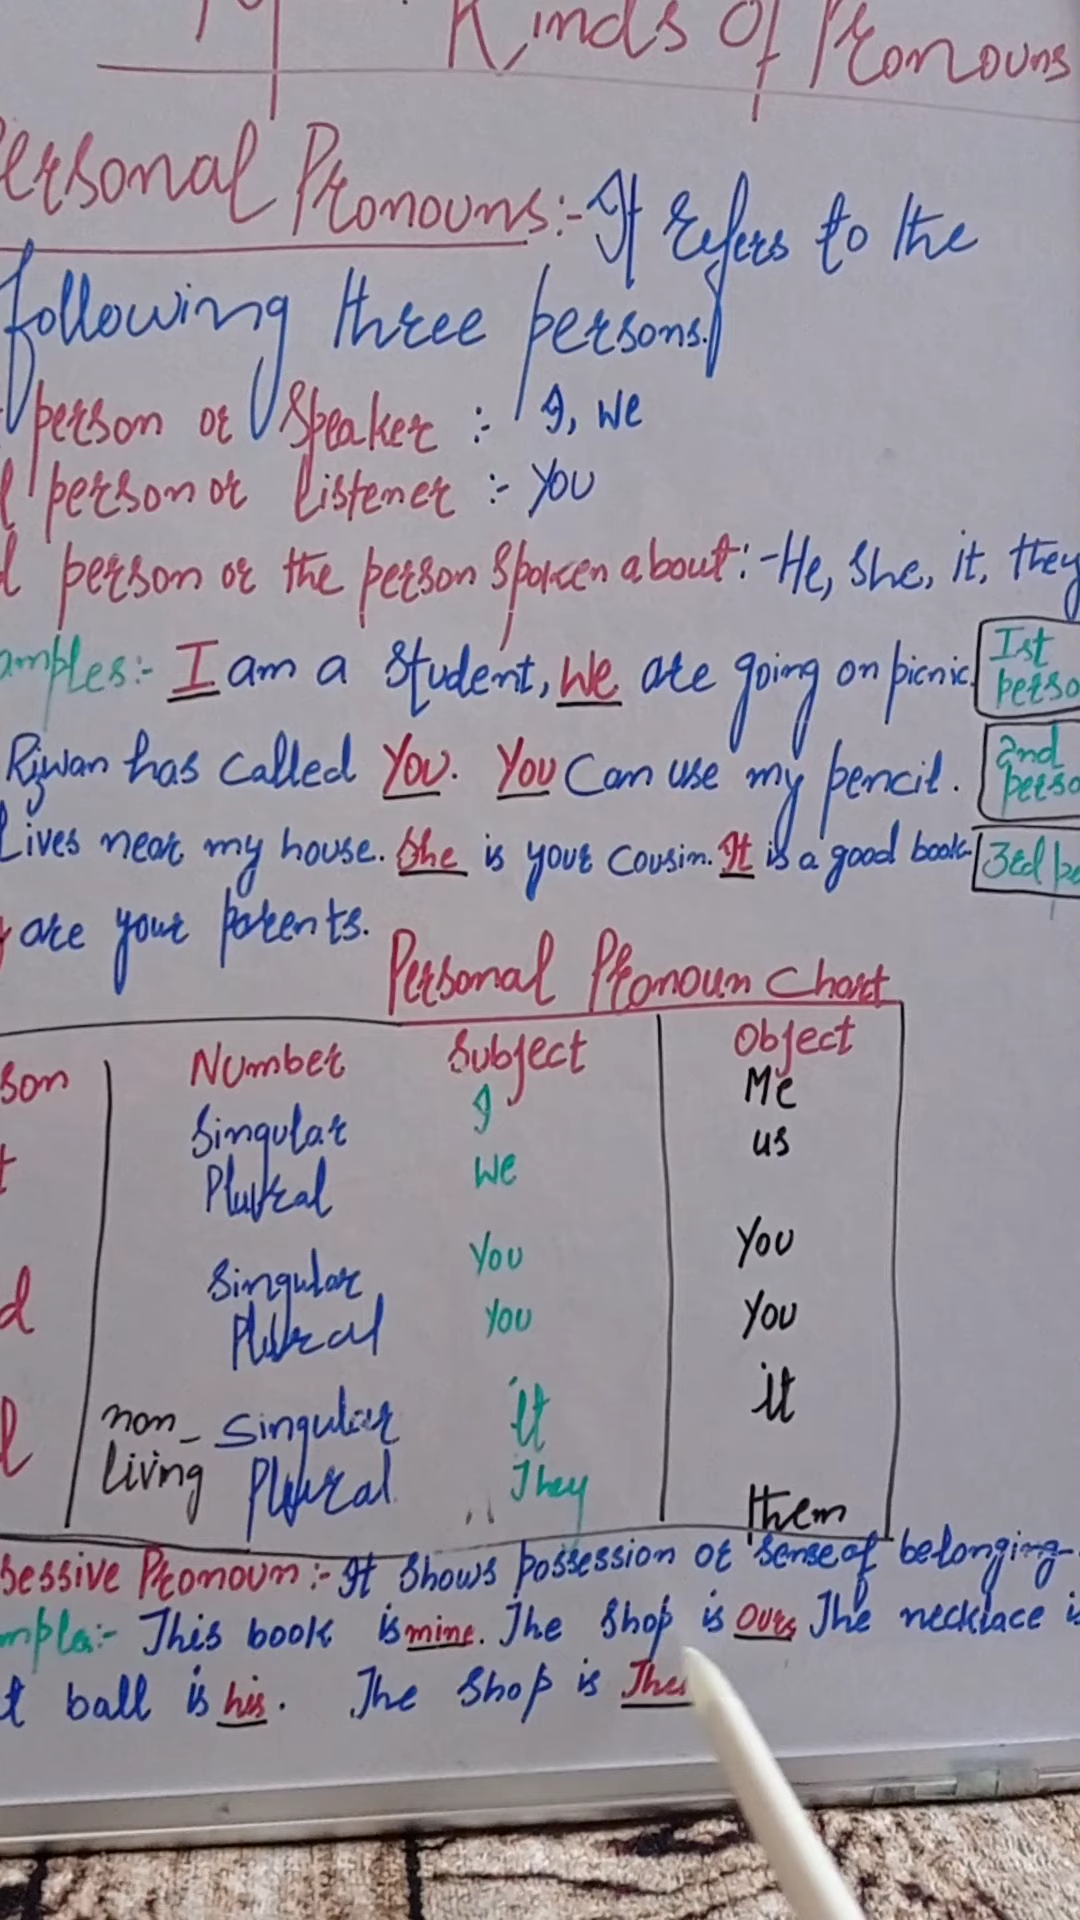 Kinds Of Pronouns
ersonal Pronouns:- It refers to the
following three persons.
person or Speaker :- I, We
person or listener :- You
person or the person spoken about:- He, She, it, they
amples:- I am a student, We are going on picnic.
Ist perso
Rizwan has called You. You Can use my pencil.
2nd perso
Lives near my house. She is your cousin. It is a good book.
3rd pe
are your parents.
Personal Pronoun Chart
son Number Subject Object
Singular I Me
Plural We us
Singular You You
Plural You You
non-living Singular it it
Plural They them
sessive Pronoun:- It shows possession or sense of belonging-
mple:- This book is mine. The shop is ours The necklace is
t ball is his. The shop is Thei